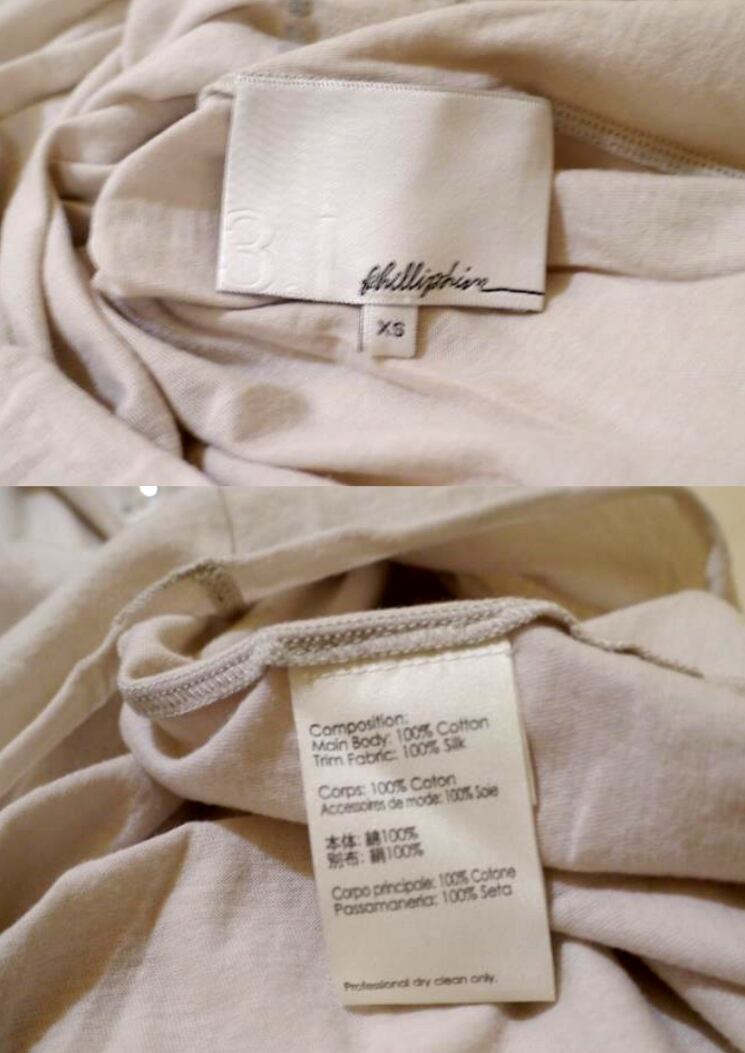 3.1
phillip lim
XS
Composition:
Main Body: 100% Cotton
Trim Fabric: 100% Silk
Corps: 100% Coton
Accessoires de mode: 100% Soie
本体: 綿100%
別布: 絹100%
Corpo principale: 100% Cotone
Passamaneria: 100% Seta
Professional dry clean only.